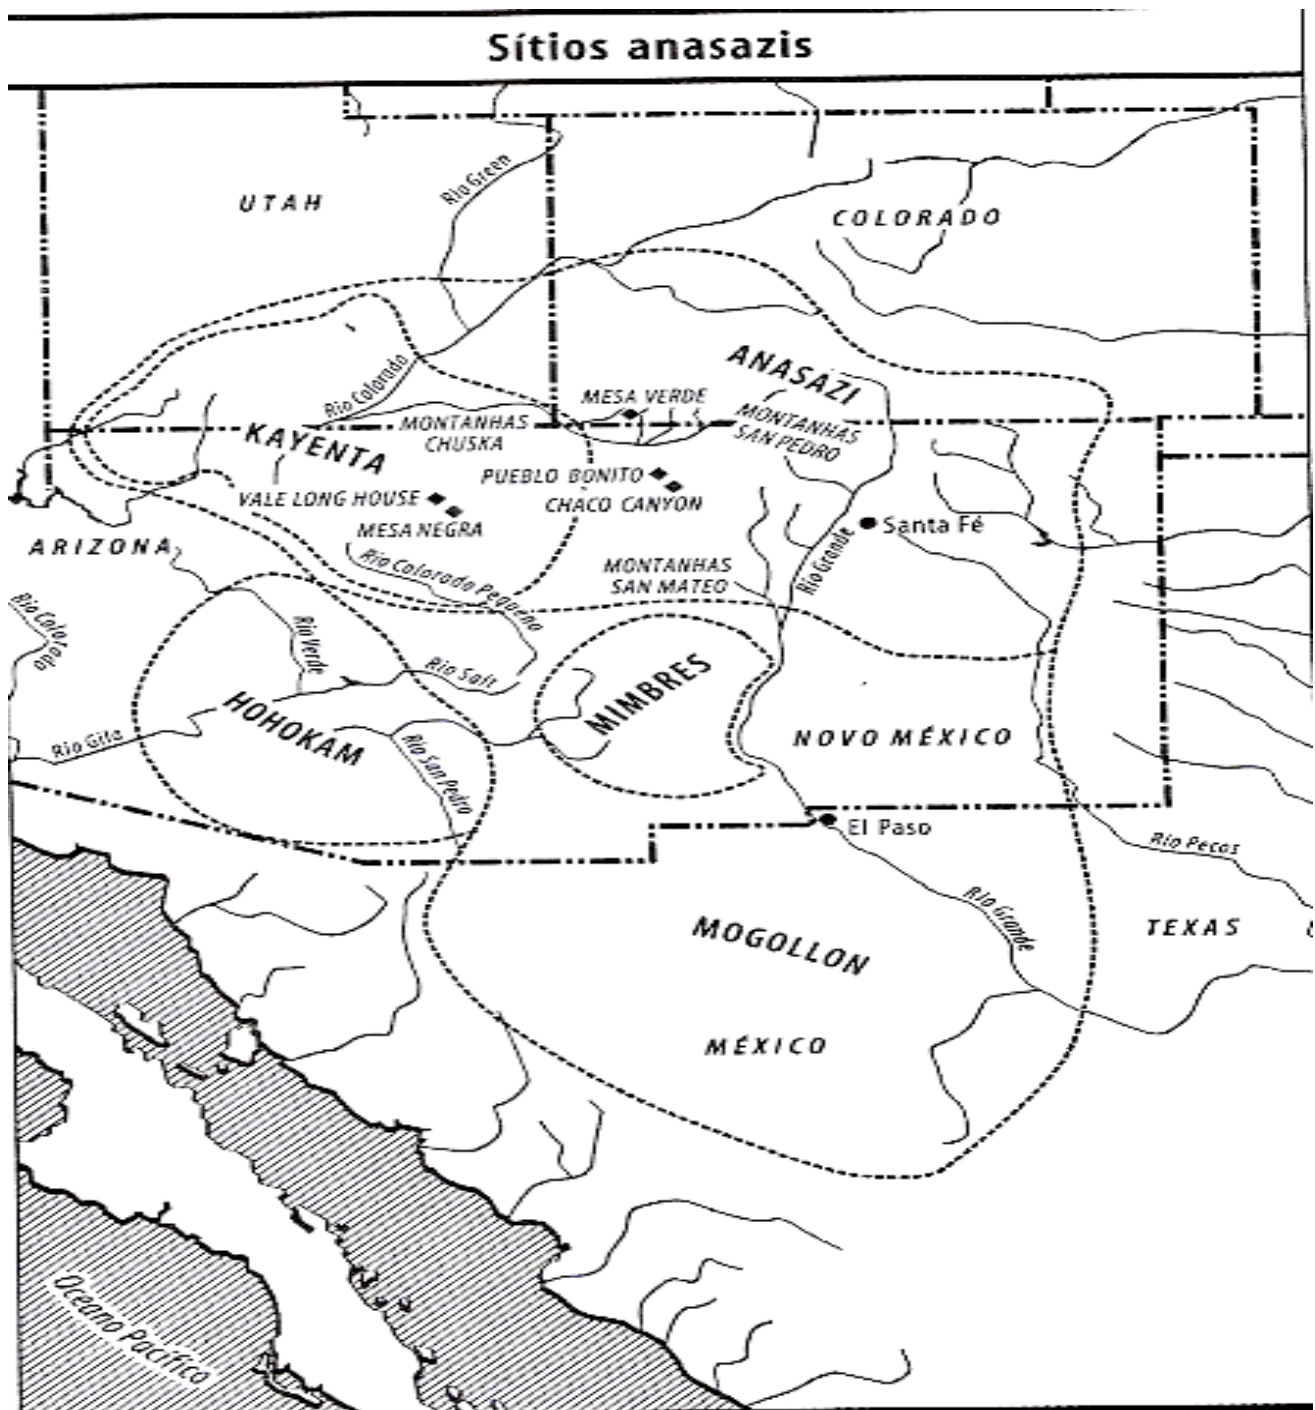 Sítios anasazis
UTAH
Rio Green
COLORADO
ANASAZI
Rio Colorado
MESA VERDE
MONTANHAS
CHUSKA
MONTANHAS
SAN PEDRO
KAYENTA
PUEBLO BONITO
VALE LONG HOUSE
CHACO CANYON
MESA NEGRA
Santa Fé
ARIZONA
Rio Colorado Pequeno
MONTANHAS
SAN MATEO
Rio Grande
Rio Colorado
Rio Verde
Rio Salt
MIMBRES
HOHOKAM
Rio Gila
Rio San Pedro
NOVO MÉXICO
El Paso
Rio Pecos
Rio Grande
TEXAS
MOGOLLON
MÉXICO
Oceano Pacífico